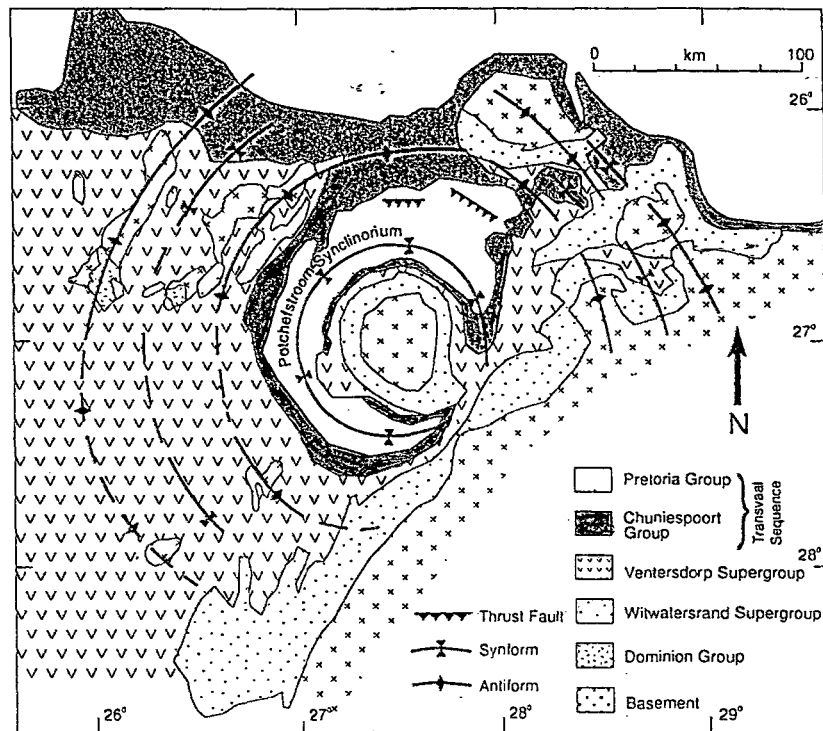 0 km 100
26°
Potchefstroom Synclinorium
27°
N
Pretoria Group
Chuniespoort
Group
Transvaal
Sequence
Ventersdorp Supergroup
28°
Witwatersrand Supergroup
Thrust Fault
Synform
Dominion Group
Antiform
Basement
26° 27° 28° 29°